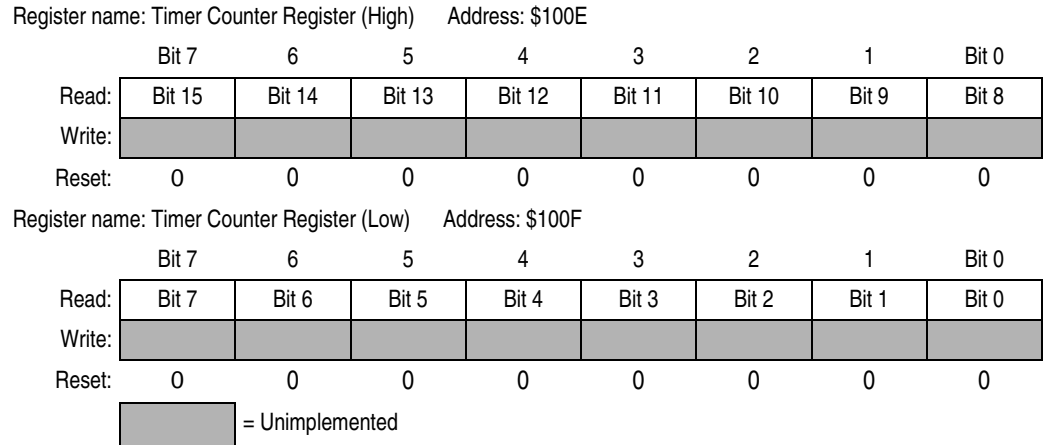 Register name: Timer Counter Register (High) Address: $100E
Bit 7 6 5 4 3 2 1 Bit 0
Read: Bit 15 Bit 14 Bit 13 Bit 12 Bit 11 Bit 10 Bit 9 Bit 8
Write:
Reset: 0 0 0 0 0 0 0 0
Register name: Timer Counter Register (Low) Address: $100F
Bit 7 6 5 4 3 2 1 Bit 0
Read: Bit 7 Bit 6 Bit 5 Bit 4 Bit 3 Bit 2 Bit 1 Bit 0
Write:
Reset: 0 0 0 0 0 0 0 0
= Unimplemented